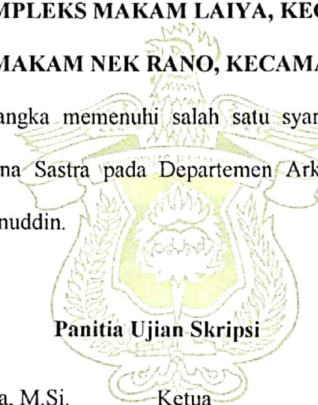 MPLEKS MAKAM LAIYA, KEC
MAKAM NEK RANO, KECAMA
angka memenuhi salah satu syar
na Sastra pada Departemen Ark
nuddin.
Panitia Ujian Skripsi
a, M.Si. Ketua